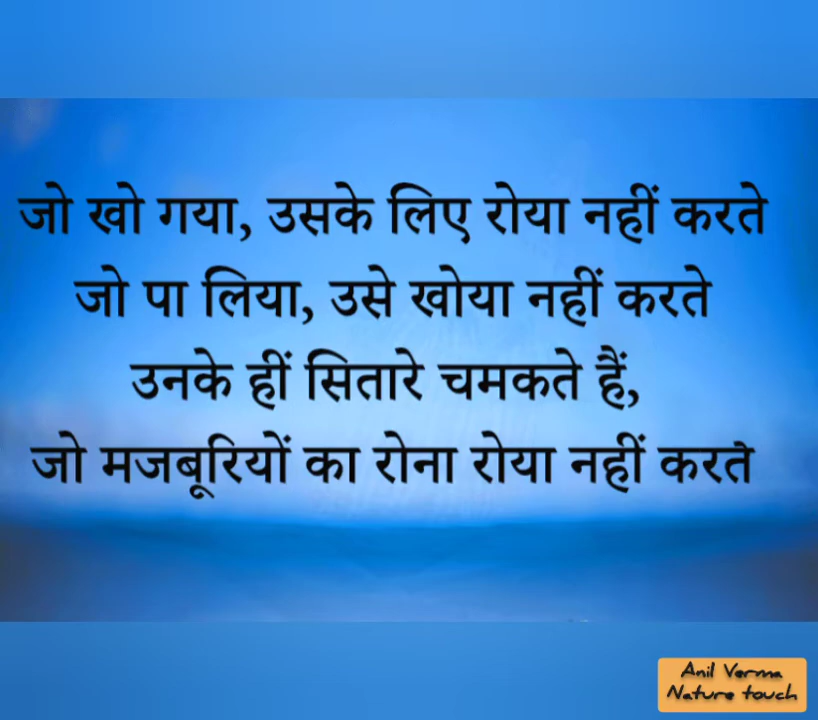 जो खो गया, उसके लिए रोया नहीं करते
जो पा लिया, उसे खोया नहीं करते
उनके हीं सितारे चमकते हैं,
जो मजबूरियों का रोना रोया नहीं करते
Anil Verma
Nature touch